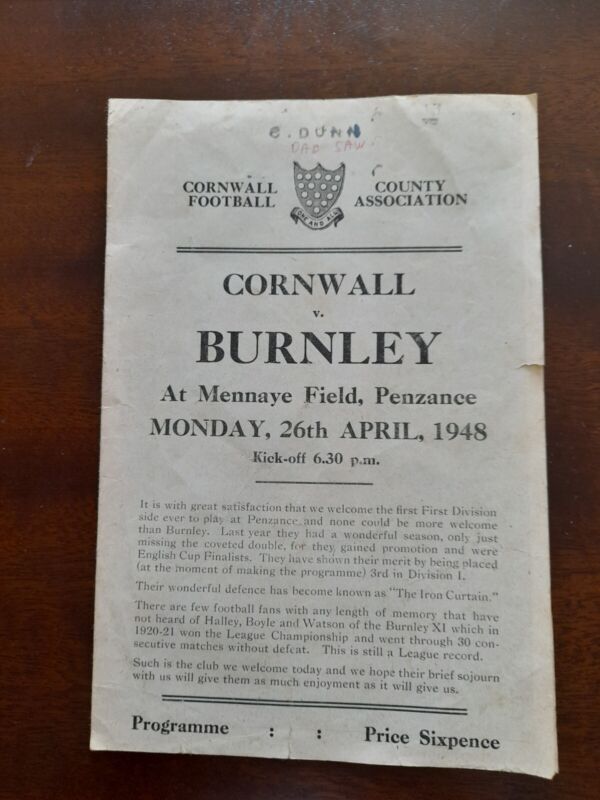 C. DUNN
DAD SAW.
CORNWALL COUNTY
FOOTBALL ASSOCIATION
ONE AND ALL
CORNWALL
v.
BURNLEY
At Mennaye Field, Penzance
MONDAY, 26th APRIL, 1948
Kick-off 6.30 p.m.
It is with great satisfaction that we welcome the first First Division
side ever to play at Penzance and none could be more welcome
than Burnley. Last year they had a wonderful season, only just
missing the coveted double, for they gained promotion and were
English Cup Finalists. They have shown their merit by being placed
(at the moment of making the programme) 3rd in Division I.
Their wonderful defence has become known as "The Iron Curtain."
There are few football fans with any length of memory that have
not heard of Halley, Boyle and Watson of the Burnley XI which in
1920-21 won the League Championship and went through 30 con-
secutive matches without defeat. This is still a League record.
Such is the club we welcome today and we hope their brief sojourn
with us will give them as much enjoyment as it will give us.
Programme : : Price Sixpence